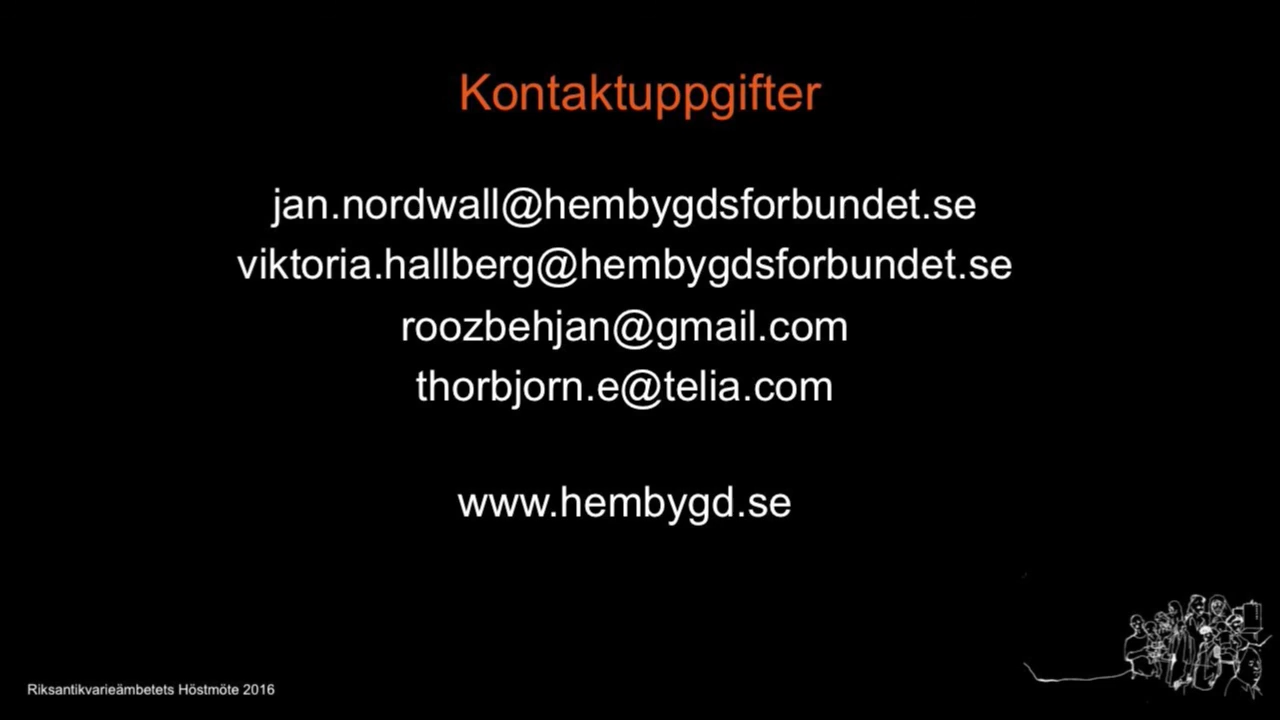 Kontaktuppgifter
jan.nordwall@hembygdsforbundet.se
viktoria.hallberg@hembygdsforbundet.se
roozbehjan@gmail.com
thorbjorn.e@telia.com
www.hembygd.se
Riksantikvarieämbetets Höstmöte 2016